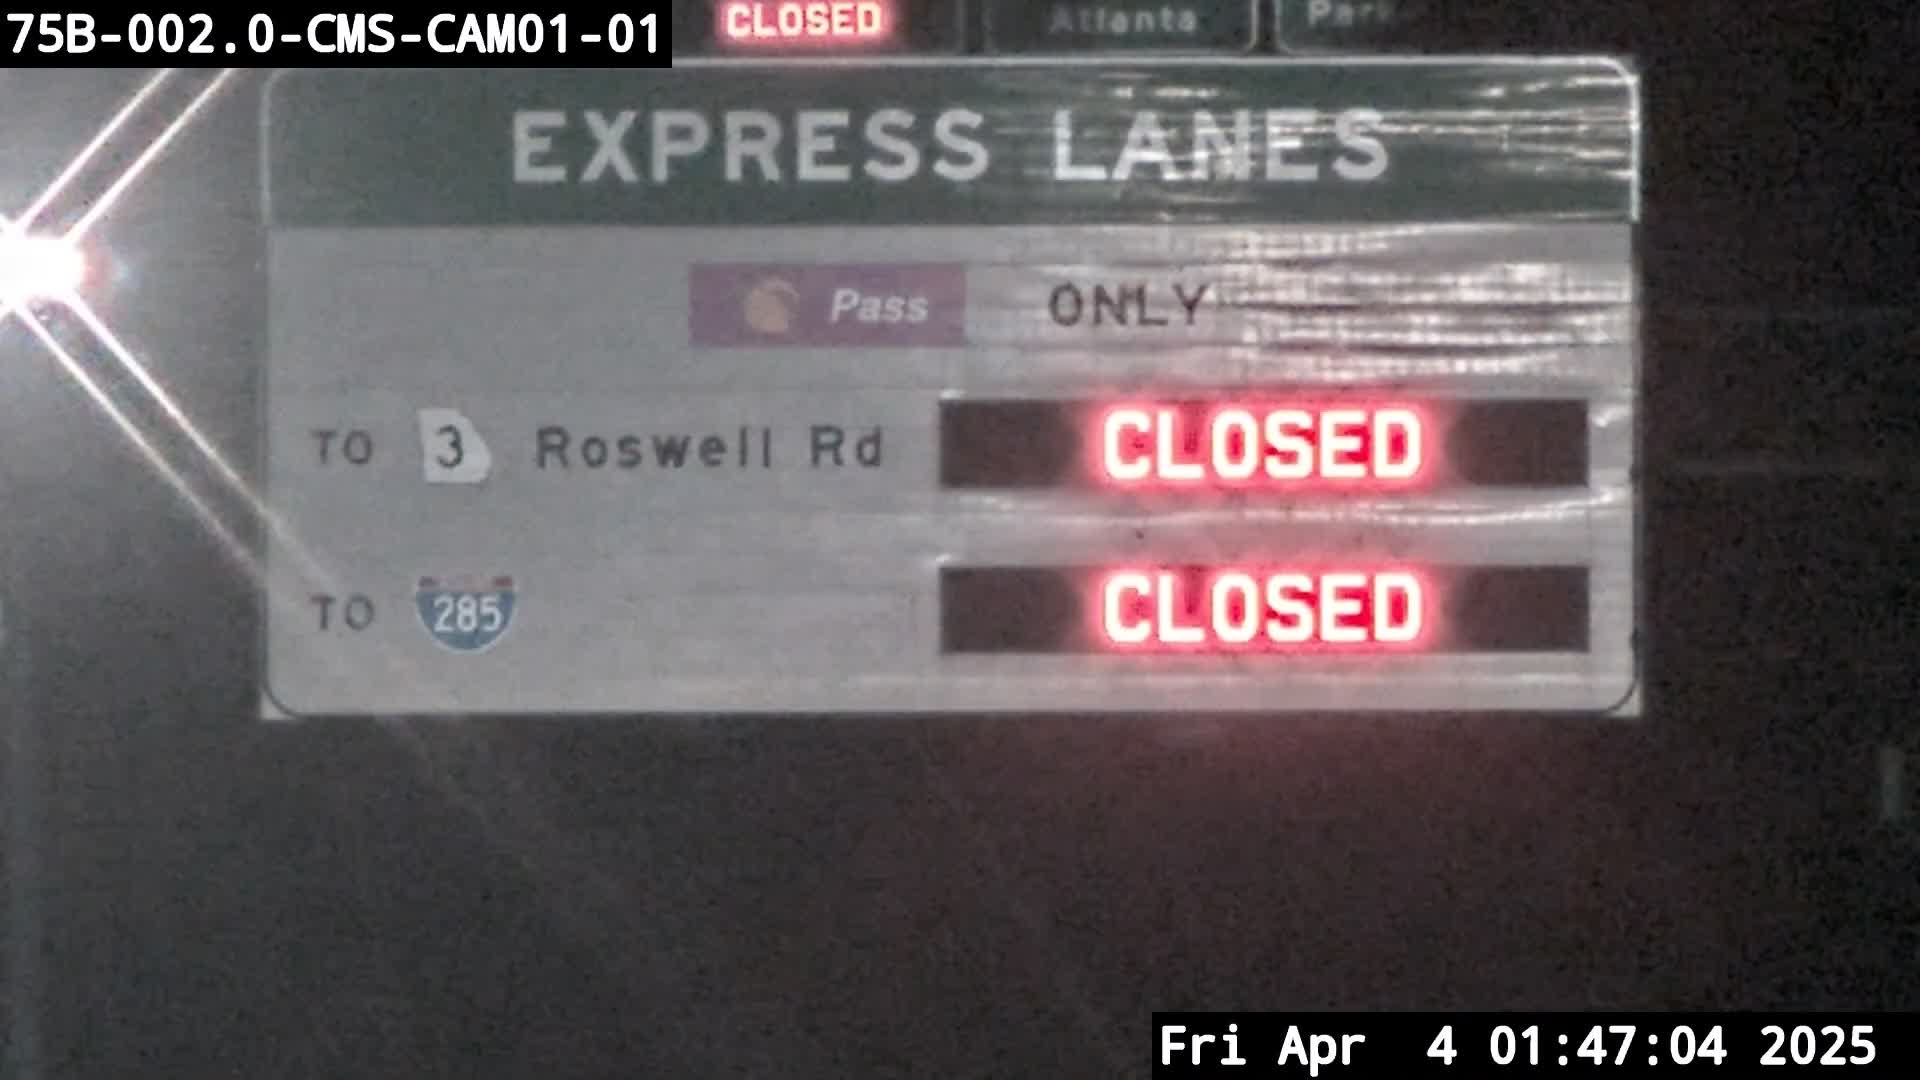 75B-002.0-CMS-CAM01-01
CLOSED
Atlanta
Park
EXPRESS LANES
Pass ONLY
TO 3 Roswell Rd CLOSED
TO 285 CLOSED
Fri Apr 4 01:47:04 2025